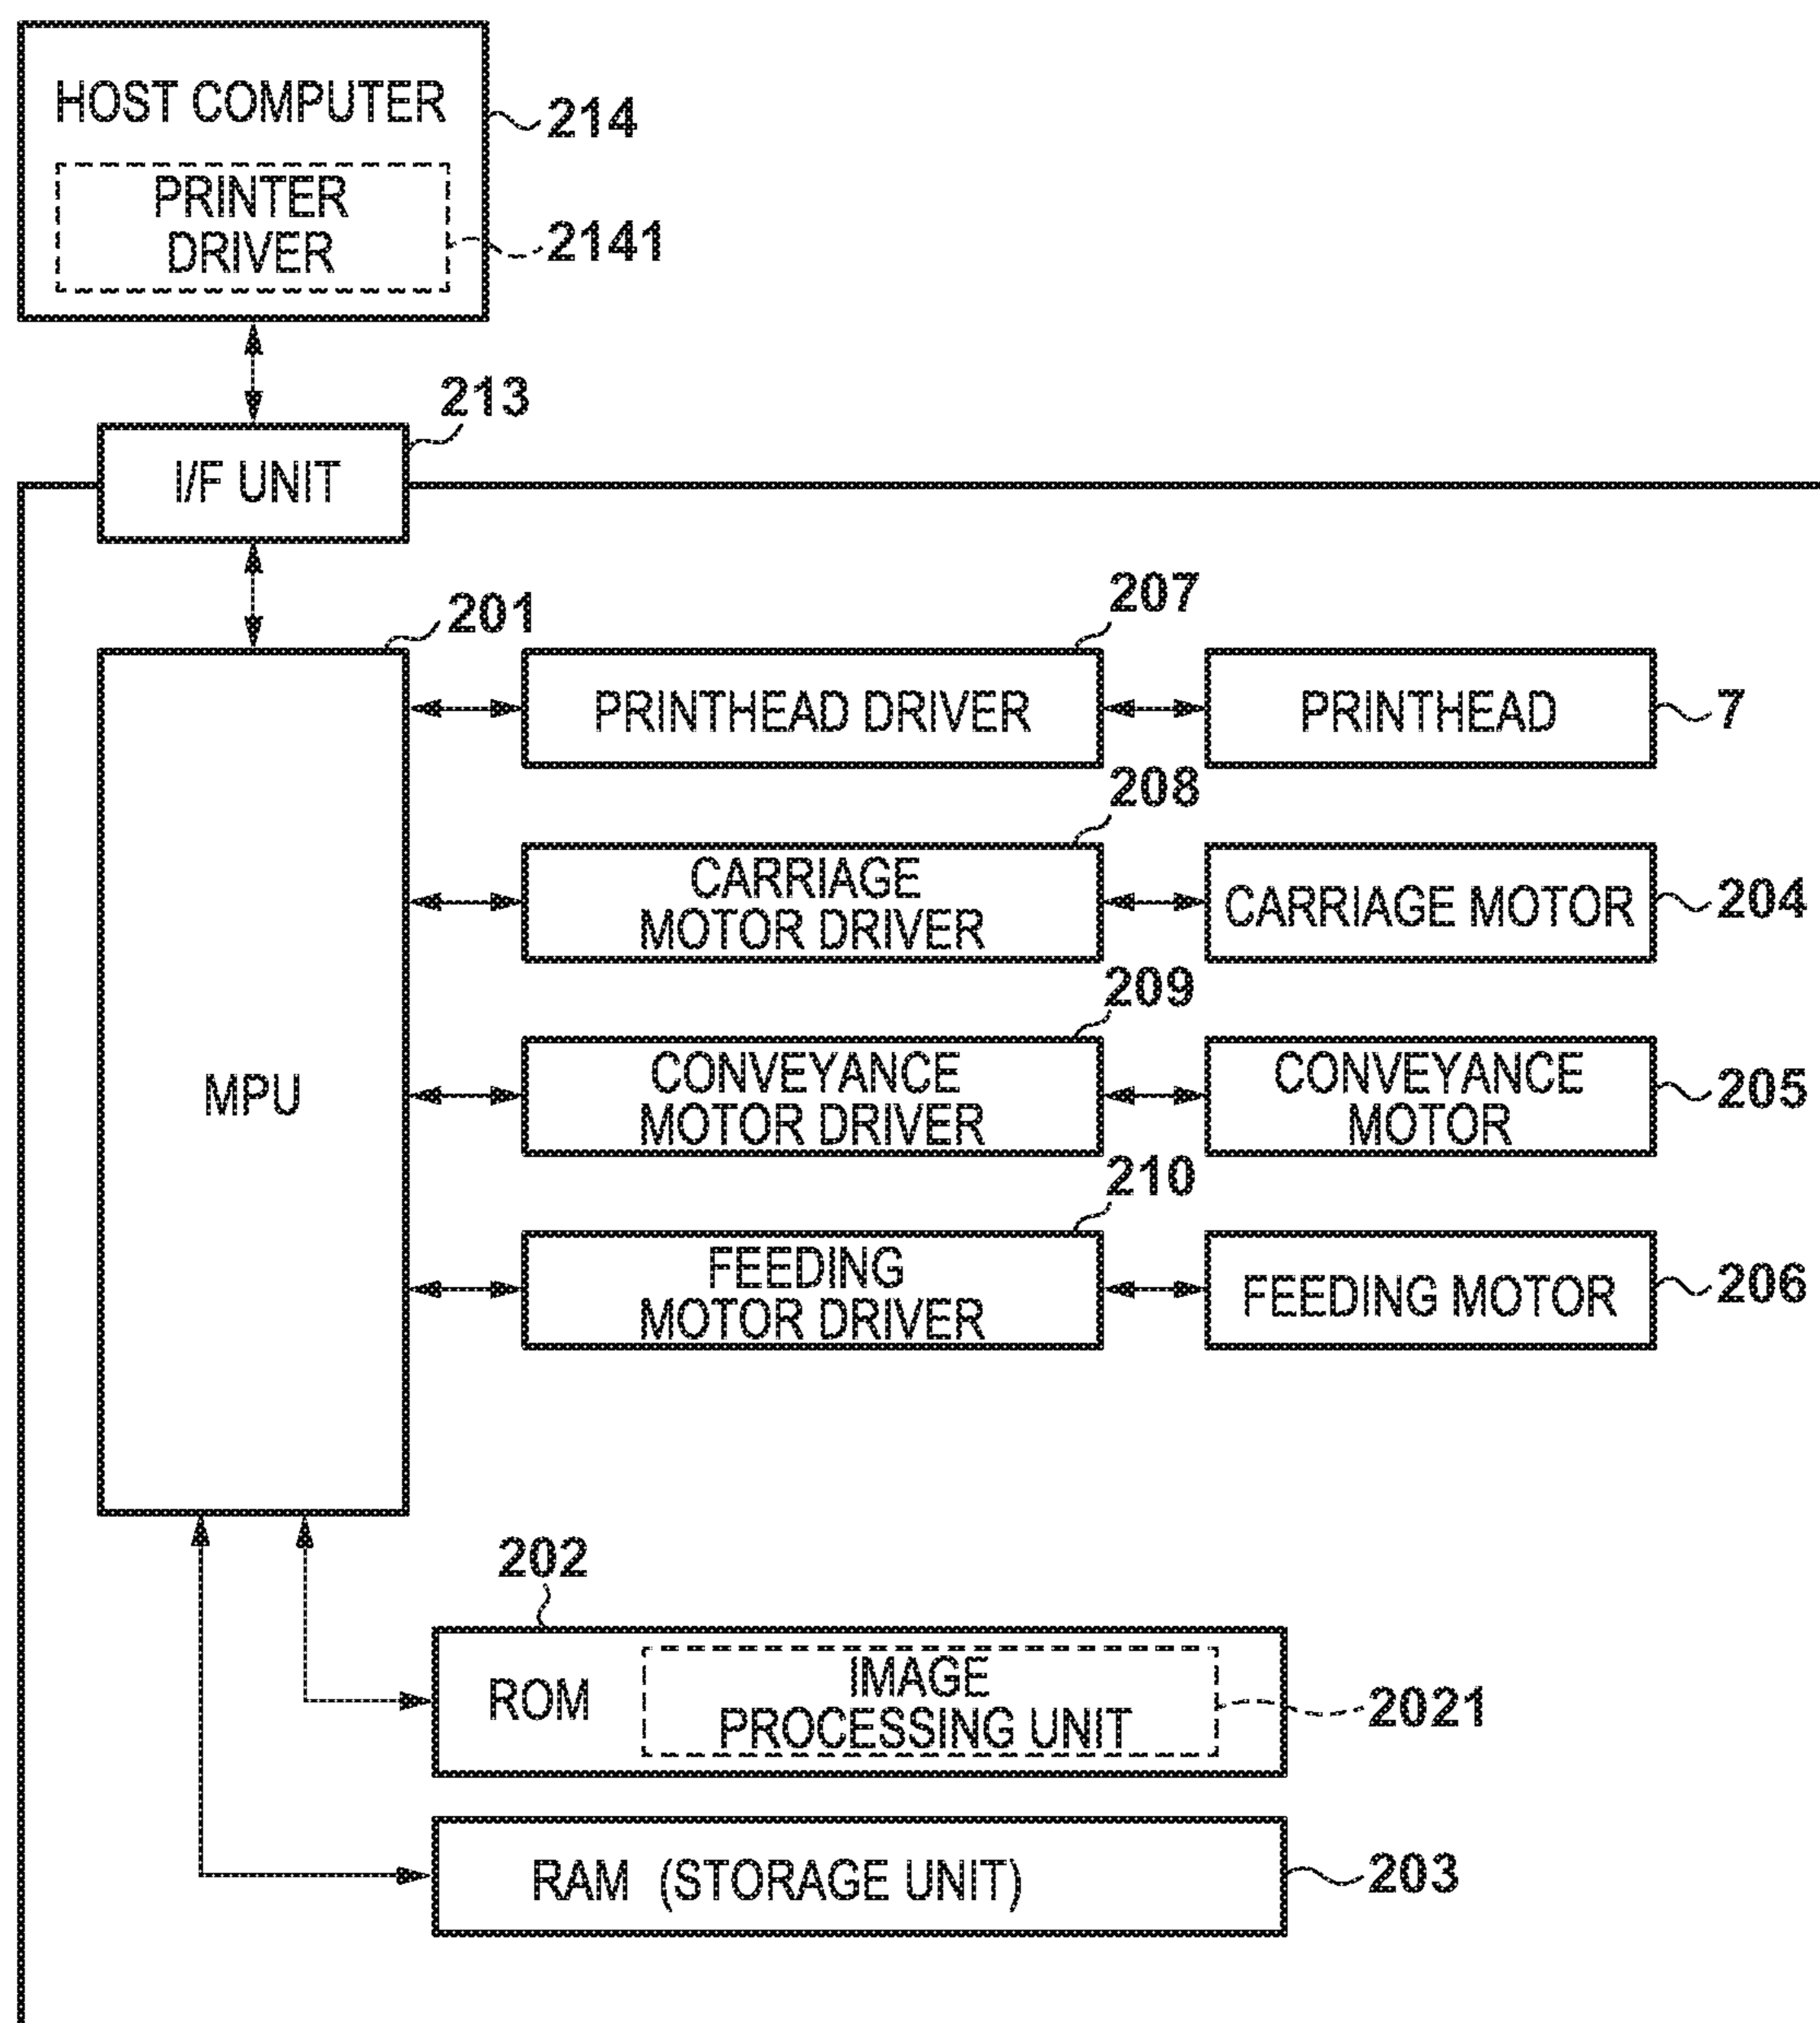 HOST COMPUTER
214
PRINTER
DRIVER
2141
213
I/F UNIT
201
207
MPU
PRINTHEAD DRIVER
PRINTHEAD
7
208
CARRIAGE
MOTOR DRIVER
CARRIAGE MOTOR
204
209
CONVEYANCE
MOTOR DRIVER
CONVEYANCE
MOTOR
205
210
FEEDING
MOTOR DRIVER
FEEDING MOTOR
206
202
ROM
IMAGE
PROCESSING UNIT
2021
RAM (STORAGE UNIT)
203